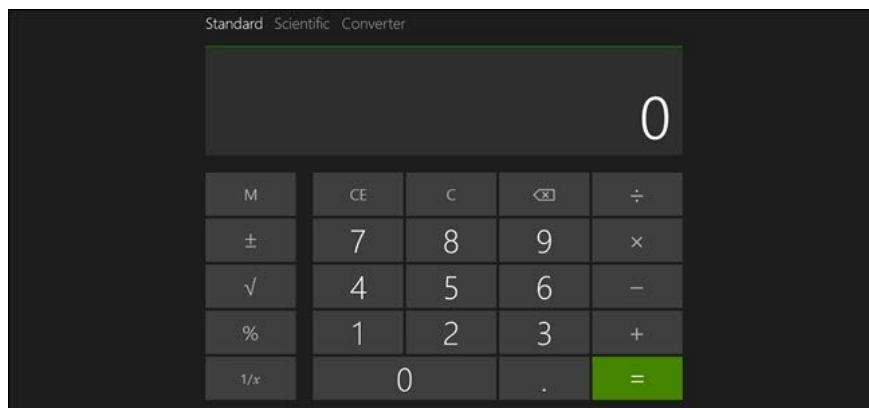 Standard Scientific Converter
0
M CE C ÷
± 7 8 9 ×
√ 4 5 6 −
% 1 2 3 +
1/x 0 . =